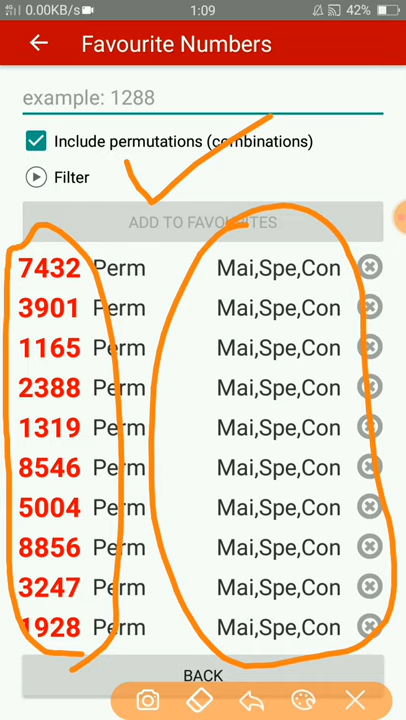 0.00KB/s 1:09 42%
Favourite Numbers
example: 1288
Include permutations (combinations)
Filter
ADD TO FAVOURITES
7432 Perm Mai,Spe,Con
3901 Perm Mai,Spe,Con
1165 Perm Mai,Spe,Con
2388 Perm Mai,Spe,Con
1319 Perm Mai,Spe,Con
8546 Perm Mai,Spe,Con
5004 Perm Mai,Spe,Con
8856 Perm Mai,Spe,Con
3247 Perm Mai,Spe,Con
1928 Perm Mai,Spe,Con
BACK